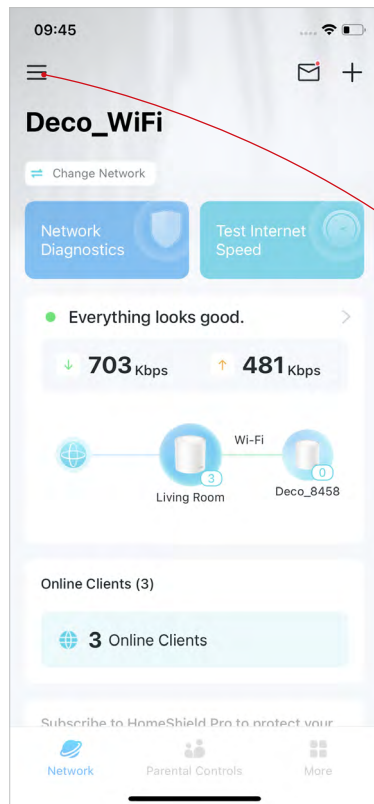 09:45
Deco_WiFi
Change Network
Network
Diagnostics
Test Internet
Speed
Everything looks good.
703 Kbps
481 Kbps
Wi-Fi
3
0
Living Room
Deco_8458
Online Clients (3)
3 Online Clients
Subscribe to HomeShield Pro to protect your
Network
Parental Controls
More